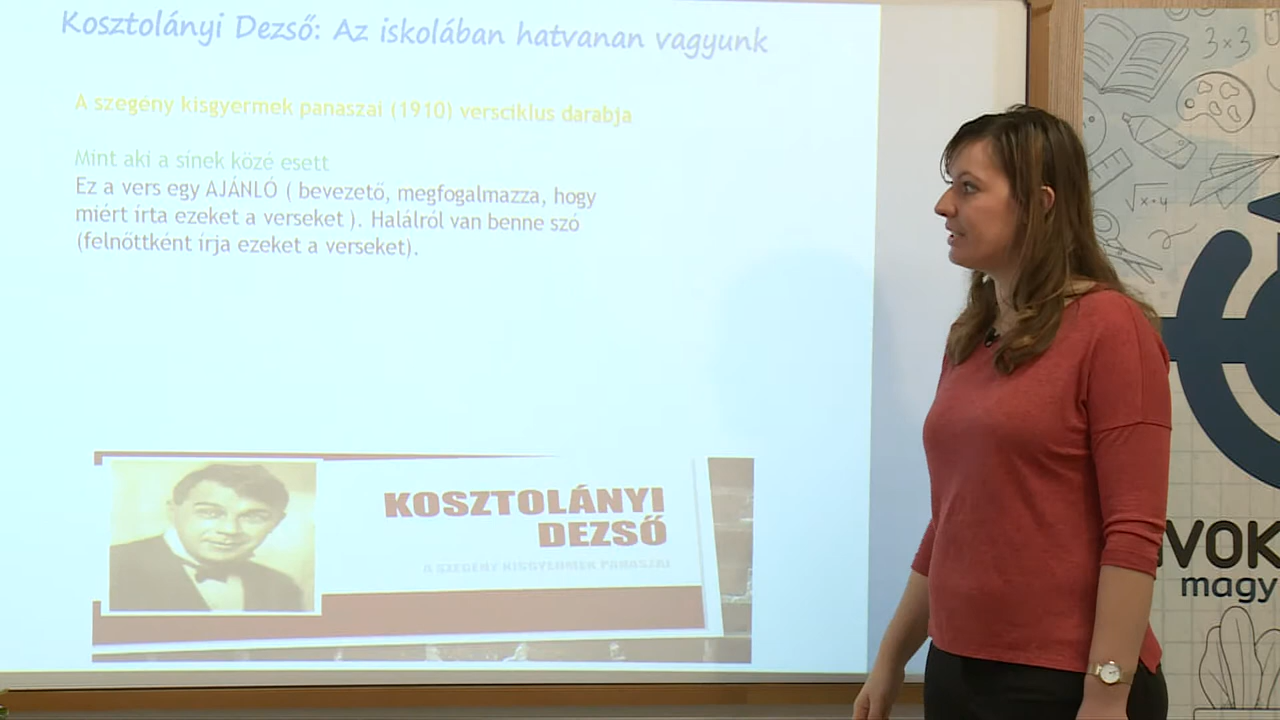 Kosztolányi Dezső: Az iskolában hatvanan vagyunk
A szegény kisgyermek panaszai (1910) versciklus darabja
Mint aki a sínek közé esett
Ez a vers egy AJÁNLÓ ( bevezető, megfogalmazza, hogy
miért írta ezeket a verseket ). Halálról van benne szó
(felnőttként írja ezeket a verseket).
KOSZTOLÁNYI
DEZSŐ
A SZEGÉNY KISGYERMEK PANASZAI
3×3
√x+4
VOK
magy